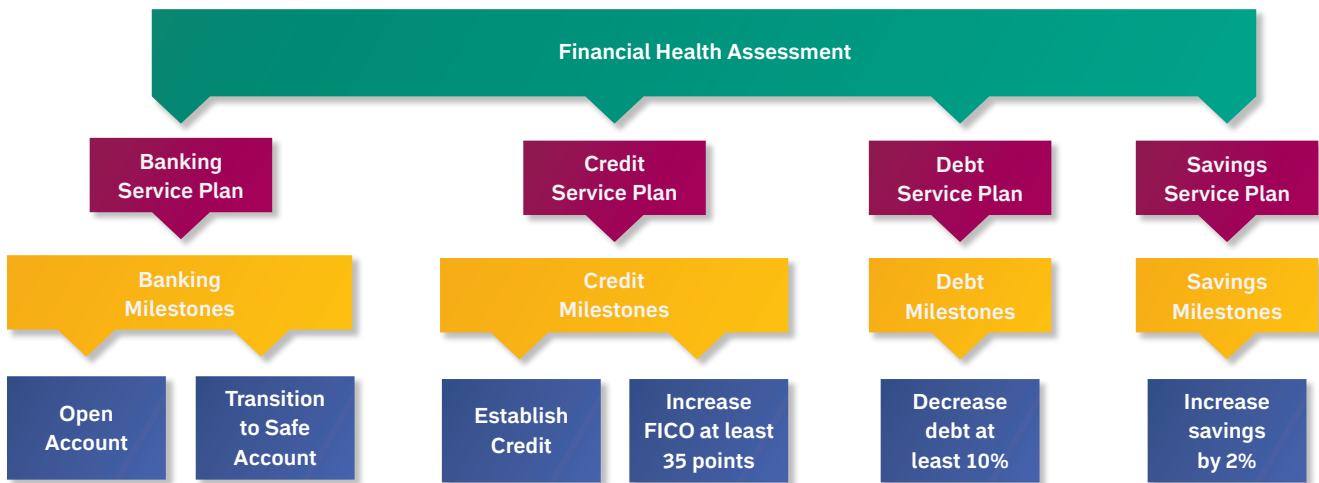 Financial Health Assessment
Banking
Service Plan
Credit
Service Plan
Debt
Service Plan
Savings
Service Plan
Banking
Milestones
Credit
Milestones
Debt
Milestones
Savings
Milestones
Open
Account
Transition
to Safe
Account
Establish
Credit
Increase
FICO at least
35 points
Decrease
debt at
least 10%
Increase
savings
by 2%